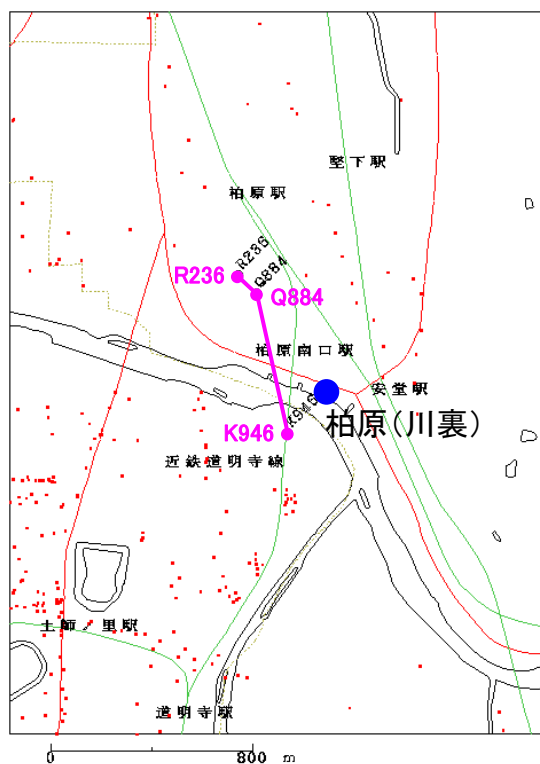 堅下駅
柏原駅
R236
R236
Q884
Q884
柏原南口駅
安堂駅
K946
柏原(川裏)
K946
近鉄道明寺線
土師ノ里駅
道明寺駅
0 800 m